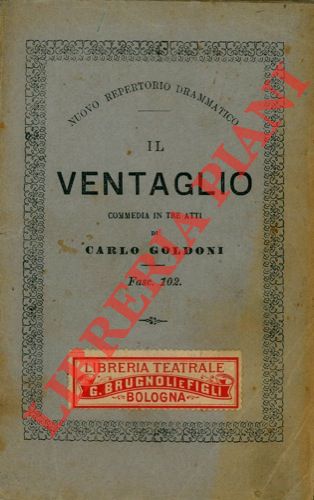 NUOVO REPERTORIO DRAMMATICO
IL
VENTAGLIO
COMMEDIA IN TRE ATTI
DI
CARLO GOLDONI
Fasc. 102.
LIBRERIA TEATRALE
G. BRUGNOLI E FIGLI
BOLOGNA
LIBRERIA PIANI